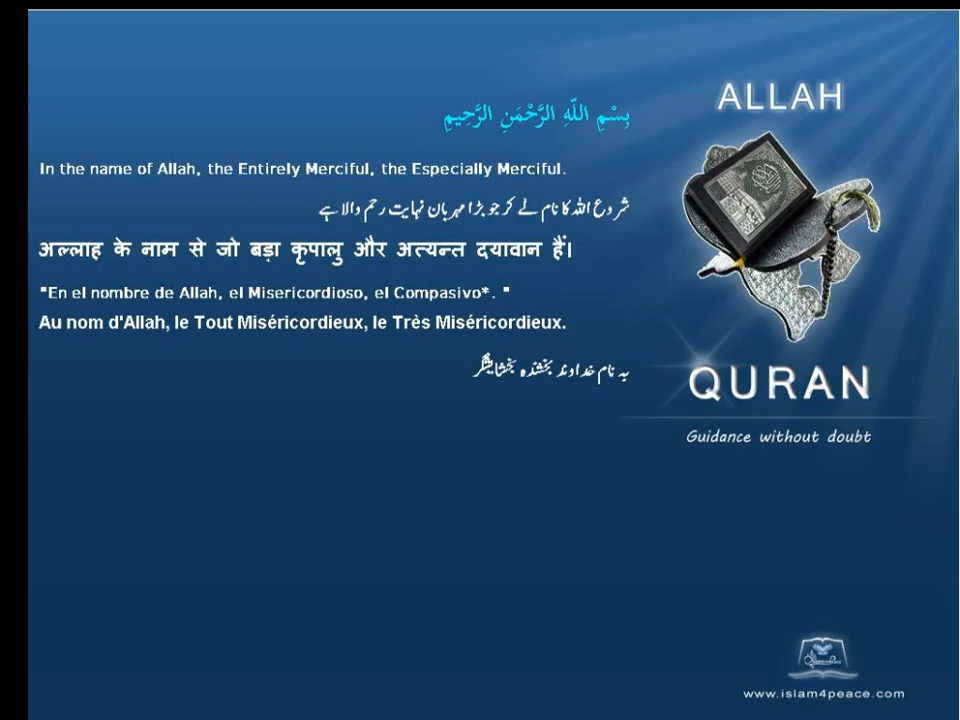 بِسْمِ اللَّهِ الرَّحْمَنِ الرَّحِيمِ
In the name of Allah, the Entirely Merciful, the Especially Merciful.
شروع الله کا نام لے کر جو بڑا مہربان نہایت رحم والا ہے
अल्लाह के नाम से जो बड़ा कृपालु और अत्यन्त दयावान हैं।
"En el nombre de Allah, el Misericordioso, el Compasivo*. "
Au nom d'Allah, le Tout Miséricordieux, le Très Miséricordieux.
به نام خداوند بخشنده بخشایشگر
ALLAH
QURAN
Guidance without doubt
www.islam4peace.com